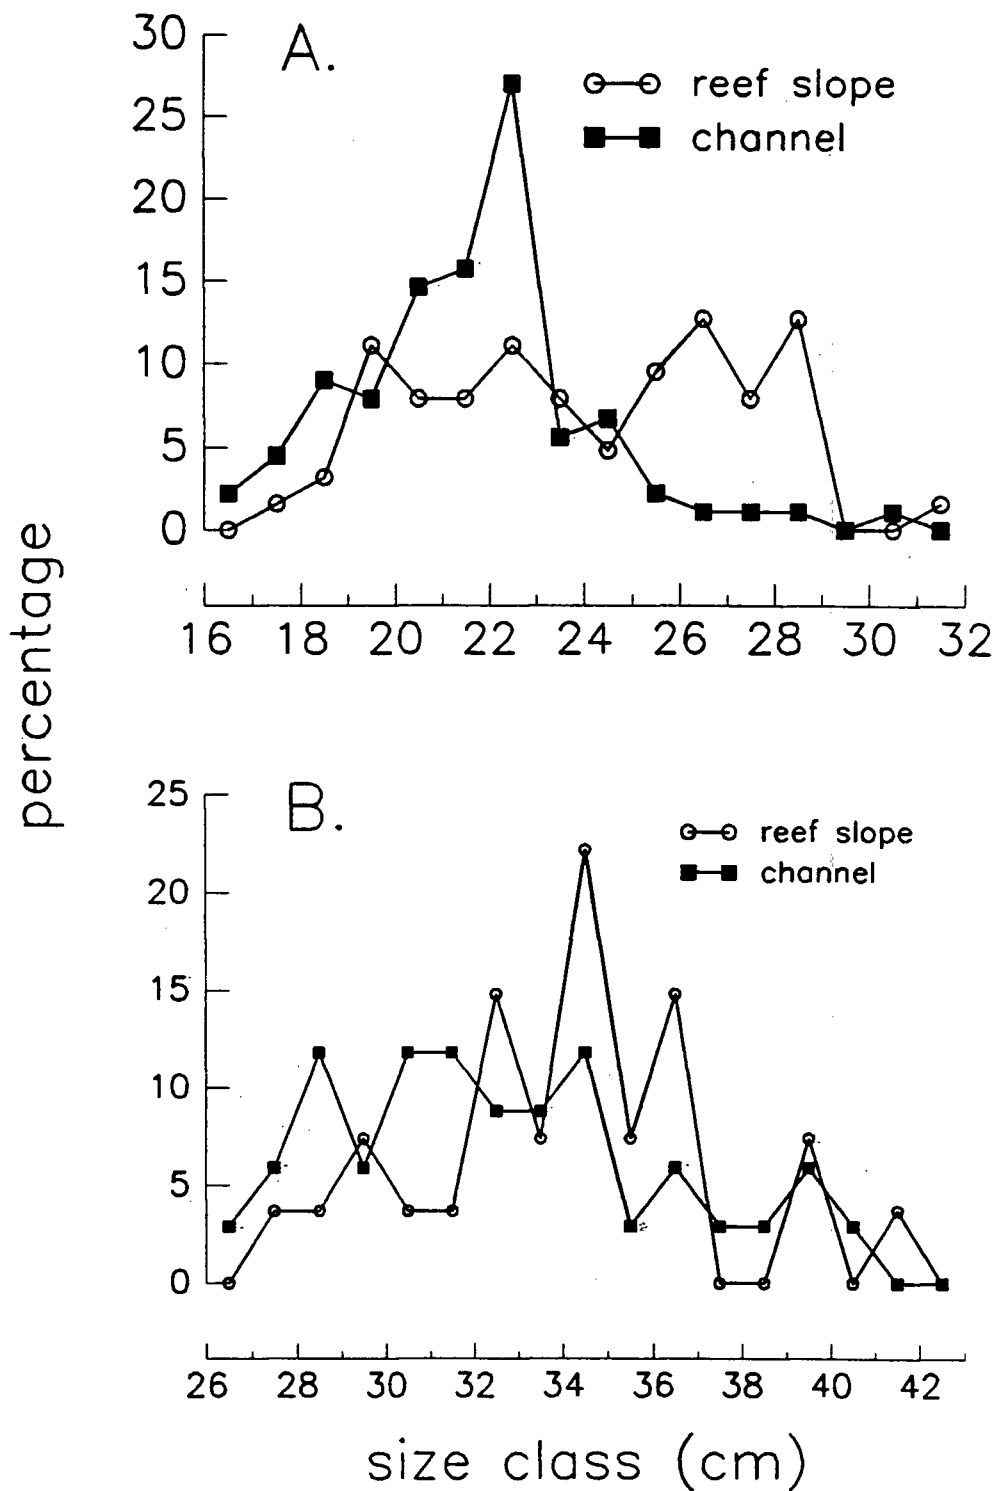 A.
30
25
20
15
10
5
0
reef slope
channel
16 18 20 22 24 26 28 30 32
percentage
B.
25
20
15
10
5
0
reef slope
channel
26 28 30 32 34 36 38 40 42
size class (cm)